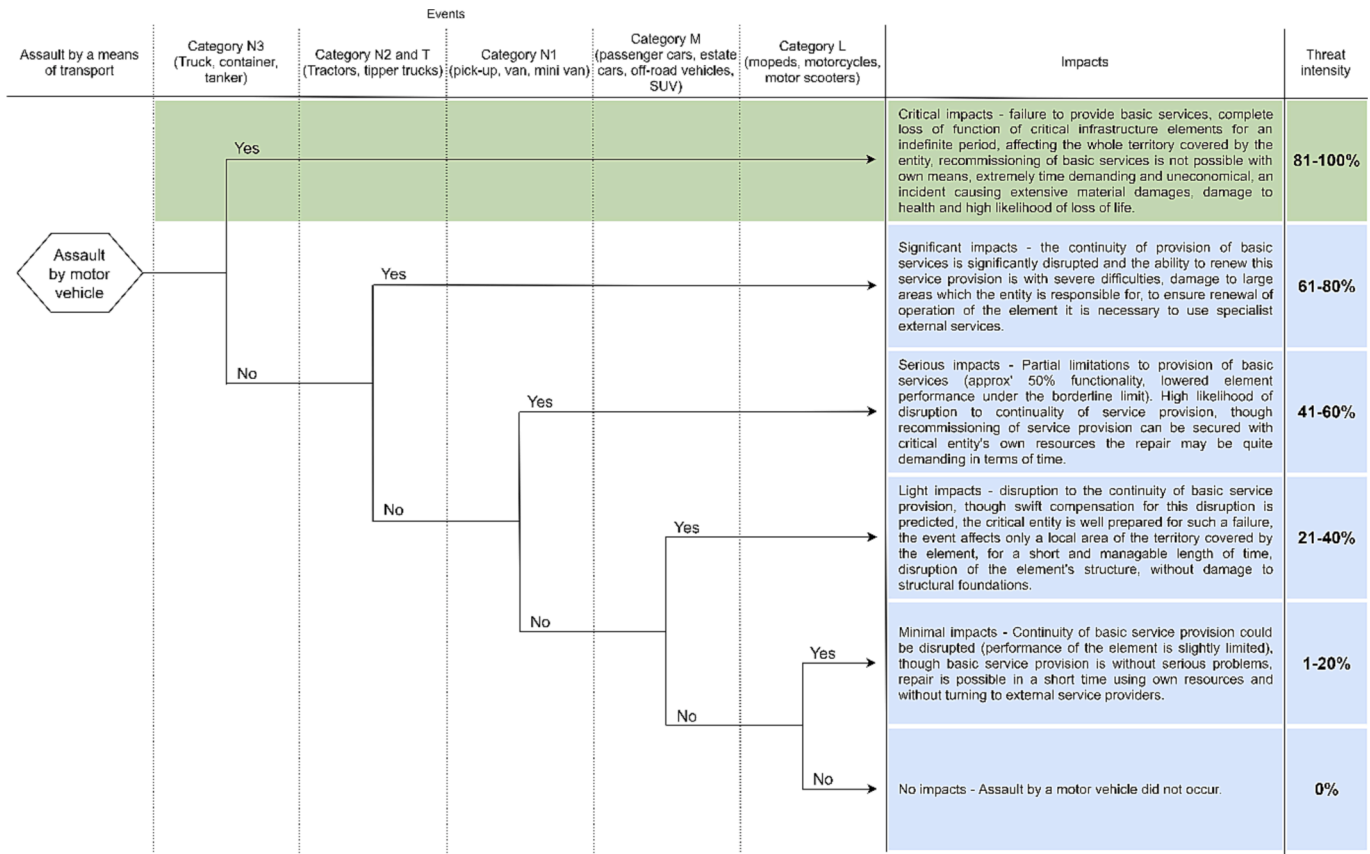 Events
Assault by a means
of transport
Category N3
(Truck, container,
tanker)
Category N2 and T
(Tractors, tipper trucks)
Category N1
(pick-up, van, mini van)
Category M
(passenger cars, estate
cars, off-road vehicles,
SUV)
Category L
(mopeds, motorcycles,
motor scooters)
Impacts
Threat
intensity
Yes
Critical impacts - failure to provide basic services, complete
loss of function of critical infrastructure elements for an
indefinite period, affecting the whole territory covered by the
entity, recommissioning of basic services is not possible with
own means, extremely time demanding and uneconomical, an
incident causing extensive material damages, damage to
health and high likelihood of loss of life.
81-100%
Assault
by motor
vehicle
Yes
Significant impacts - the continuity of provision of basic
services is significantly disrupted and the ability to renew this
service provision is with severe difficulties, damage to large
areas which the entity is responsible for, to ensure renewal of
operation of the element it is necessary to use specialist
external services.
61-80%
No
Yes
Serious impacts - Partial limitations to provision of basic
services (approx' 50% functionality, lowered element
performance under the borderline limit). High likelihood of
disruption to continuality of service provision, though
recommissioning of service provision can be secured with
critical entity's own resources the repair may be quite
demanding in terms of time.
41-60%
No
Yes
Light impacts - disruption to the continuity of basic service
provision, though swift compensation for this disruption is
predicted, the critical entity is well prepared for such a failure,
the event affects only a local area of the territory covered by
the element, for a short and managable length of time,
disruption of the element's structure, without damage to
structural foundations.
21-40%
No
Yes
Minimal impacts - Continuity of basic service provision could
be disrupted (performance of the element is slightly limited),
though basic service provision is without serious problems,
repair is possible in a short time using own resources and
without turning to external service providers.
1-20%
No
No
No impacts - Assault by a motor vehicle did not occur.
0%